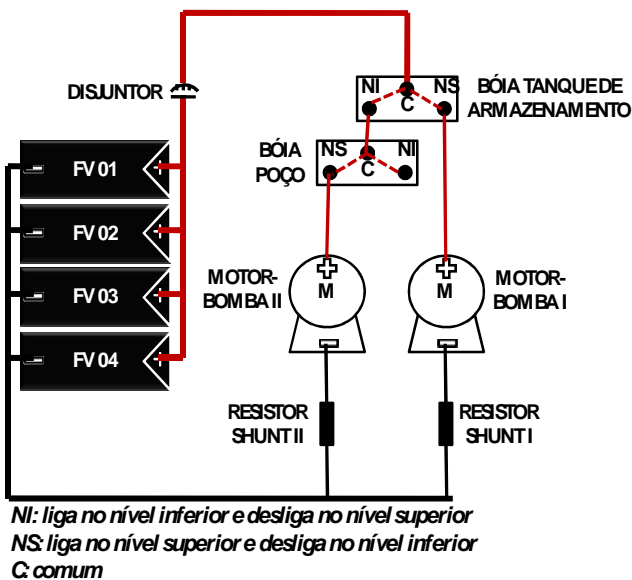 NI NS
C
BÓIA TANQUE DE
ARMAZENAMENTO
DISJUNTOR
BÓIA
POÇO
NS NI
C
FV 01
FV 02
FV 03
FV 04
MOTOR-
BOMBA II
M
M
MOTOR-
BOMBA I
RESISTOR
SHUNT II
RESISTOR
SHUNT I
NI: liga no nível inferior e desliga no nível superior
NS: liga no nível superior e desliga no nível inferior
C: comum